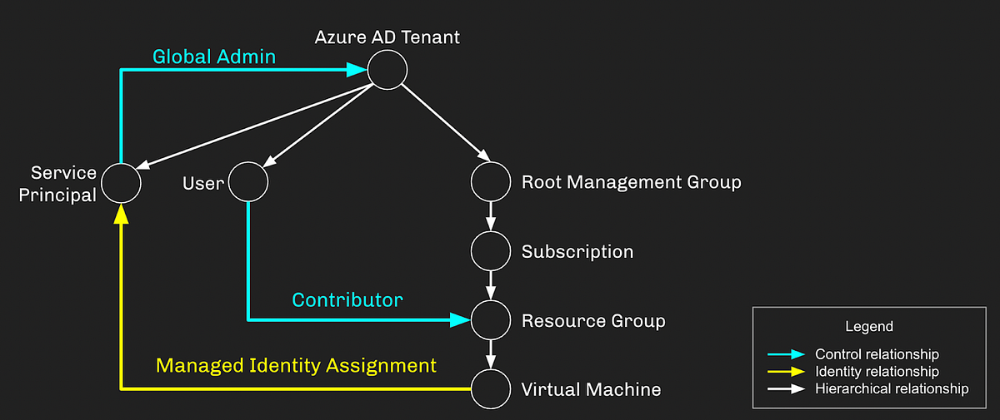 Azure AD Tenant
Global Admin
Service
Principal
User
Root Management Group
Subscription
Contributor
Resource Group
Managed Identity Assignment
Virtual Machine
Legend
Control relationship
Identity relationship
Hierarchical relationship